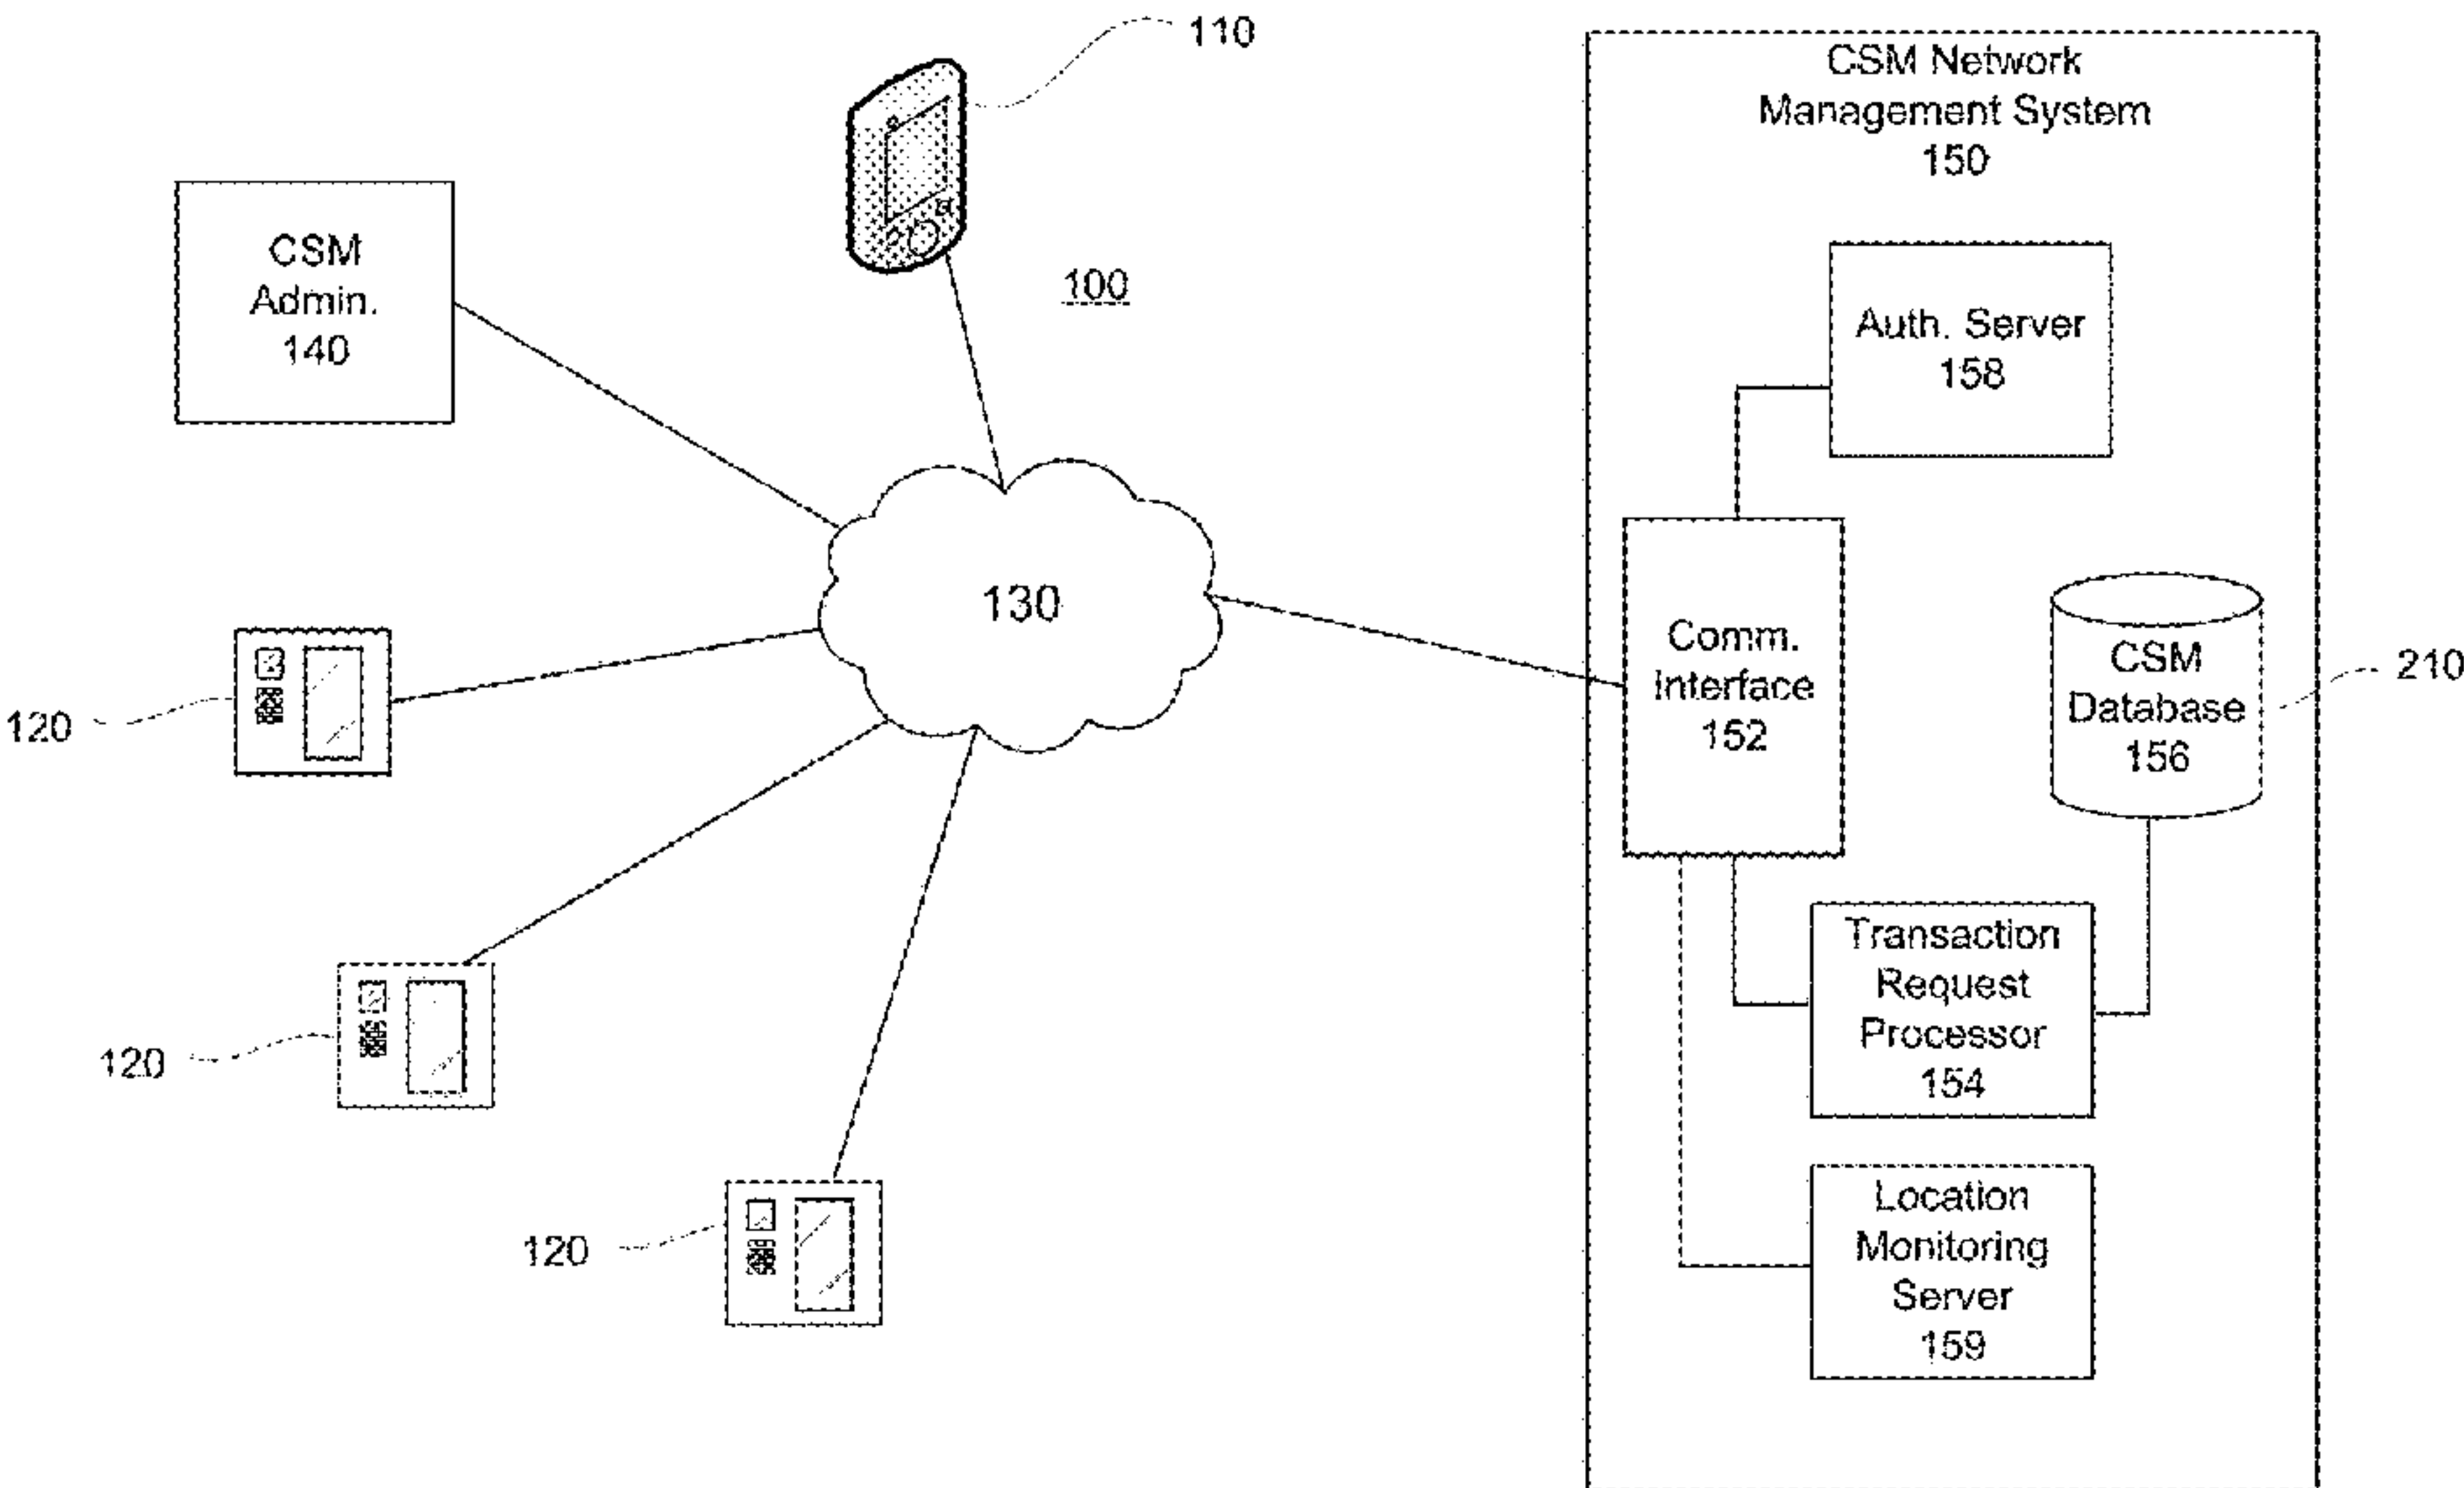 110
CSM Network
Management System
150
CSM
Admin.
140
100
Auth. Server
158
130
Comm.
Interface
152
CSM
Database
156
210
120
Transaction
Request
Processor
154
120
Location
Monitoring
Server
159
120